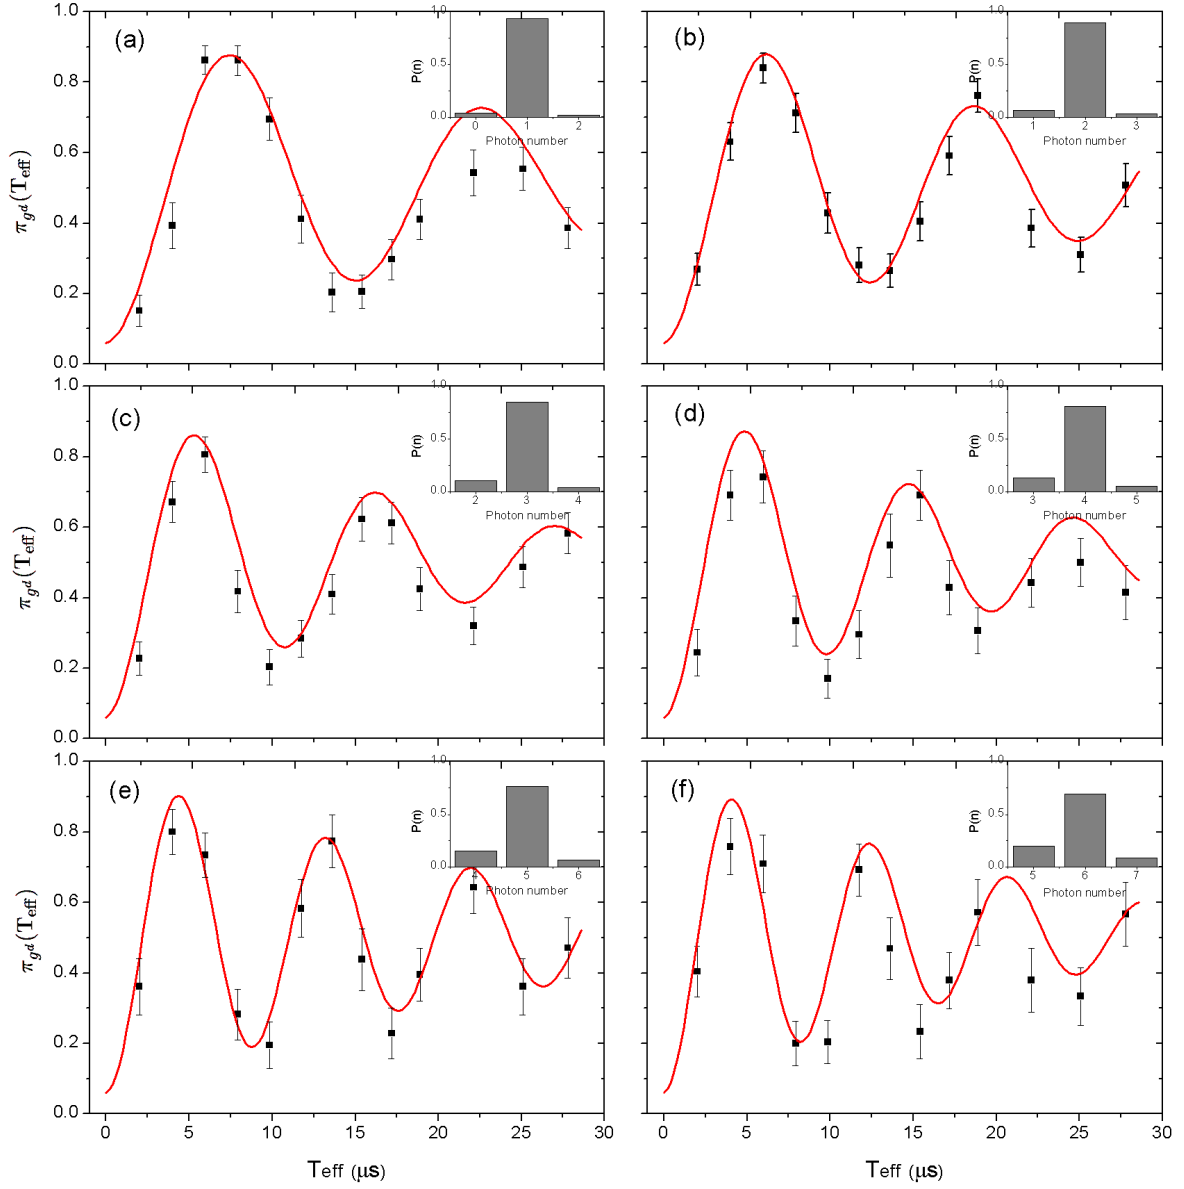 (a)
1.0
0.8
0.6
0.4
0.2
0.0
π_g^d(T_eff)
1.0
0.5
0.0
P(n)
0 1 2
Photon number
(b)
1.0
0.5
0.0
P(n)
1 2 3
Photon number
(c)
1.0
0.8
0.6
0.4
0.2
0.0
π_g^d(T_eff)
1.0
0.5
0.0
P(n)
2 3 4
Photon number
(d)
1.0
0.5
0.0
P(n)
3 4 5
Photon number
(e)
1.0
0.8
0.6
0.4
0.2
0.0
π_g^d(T_eff)
1.0
0.5
0.0
P(n)
4 5 6
Photon number
(f)
1.0
0.5
0.0
P(n)
5 6 7
Photon number
0 5 10 15 20 25 30
0 5 10 15 20 25 30
T_eff (μs)
T_eff (μs)